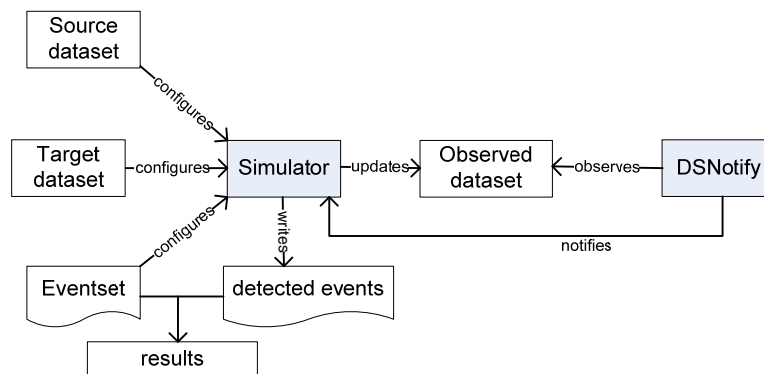 Source
dataset
configures
Target
dataset
configures
Simulator
updates
Observed
dataset
observes
DSNotify
configures
writes
notifies
Eventset
detected events
results